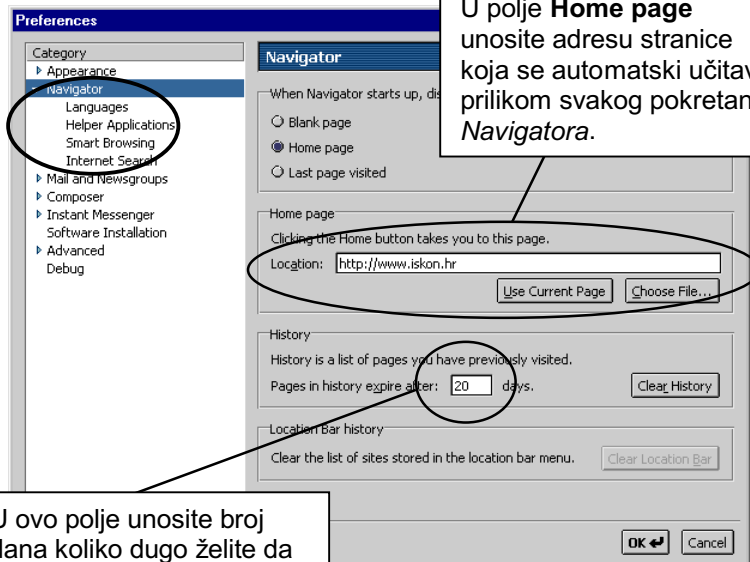 Preferences
U polje Home page
unosite adresu stranice
koja se automatski učitav
prilikom svakog pokretan
Navigatora.
Category
Appearance
Navigator
Languages
Helper Applications
Smart Browsing
Internet Search
Mail and Newsgroups
Composer
Instant Messenger
Software Installation
Advanced
Debug
Navigator
When Navigator starts up, dis
Blank page
Home page
Last page visited
Home page
Clicking the Home button takes you to this page.
Location: http://www.iskon.hr
Use Current Page Choose File...
History
History is a list of pages you have previously visited.
Pages in history expire after: 20 days. Clear History
Location Bar history
Clear the list of sites stored in the location bar menu. Clear Location Bar
U ovo polje unosite broj
dana koliko dugo želite da
OK Cancel